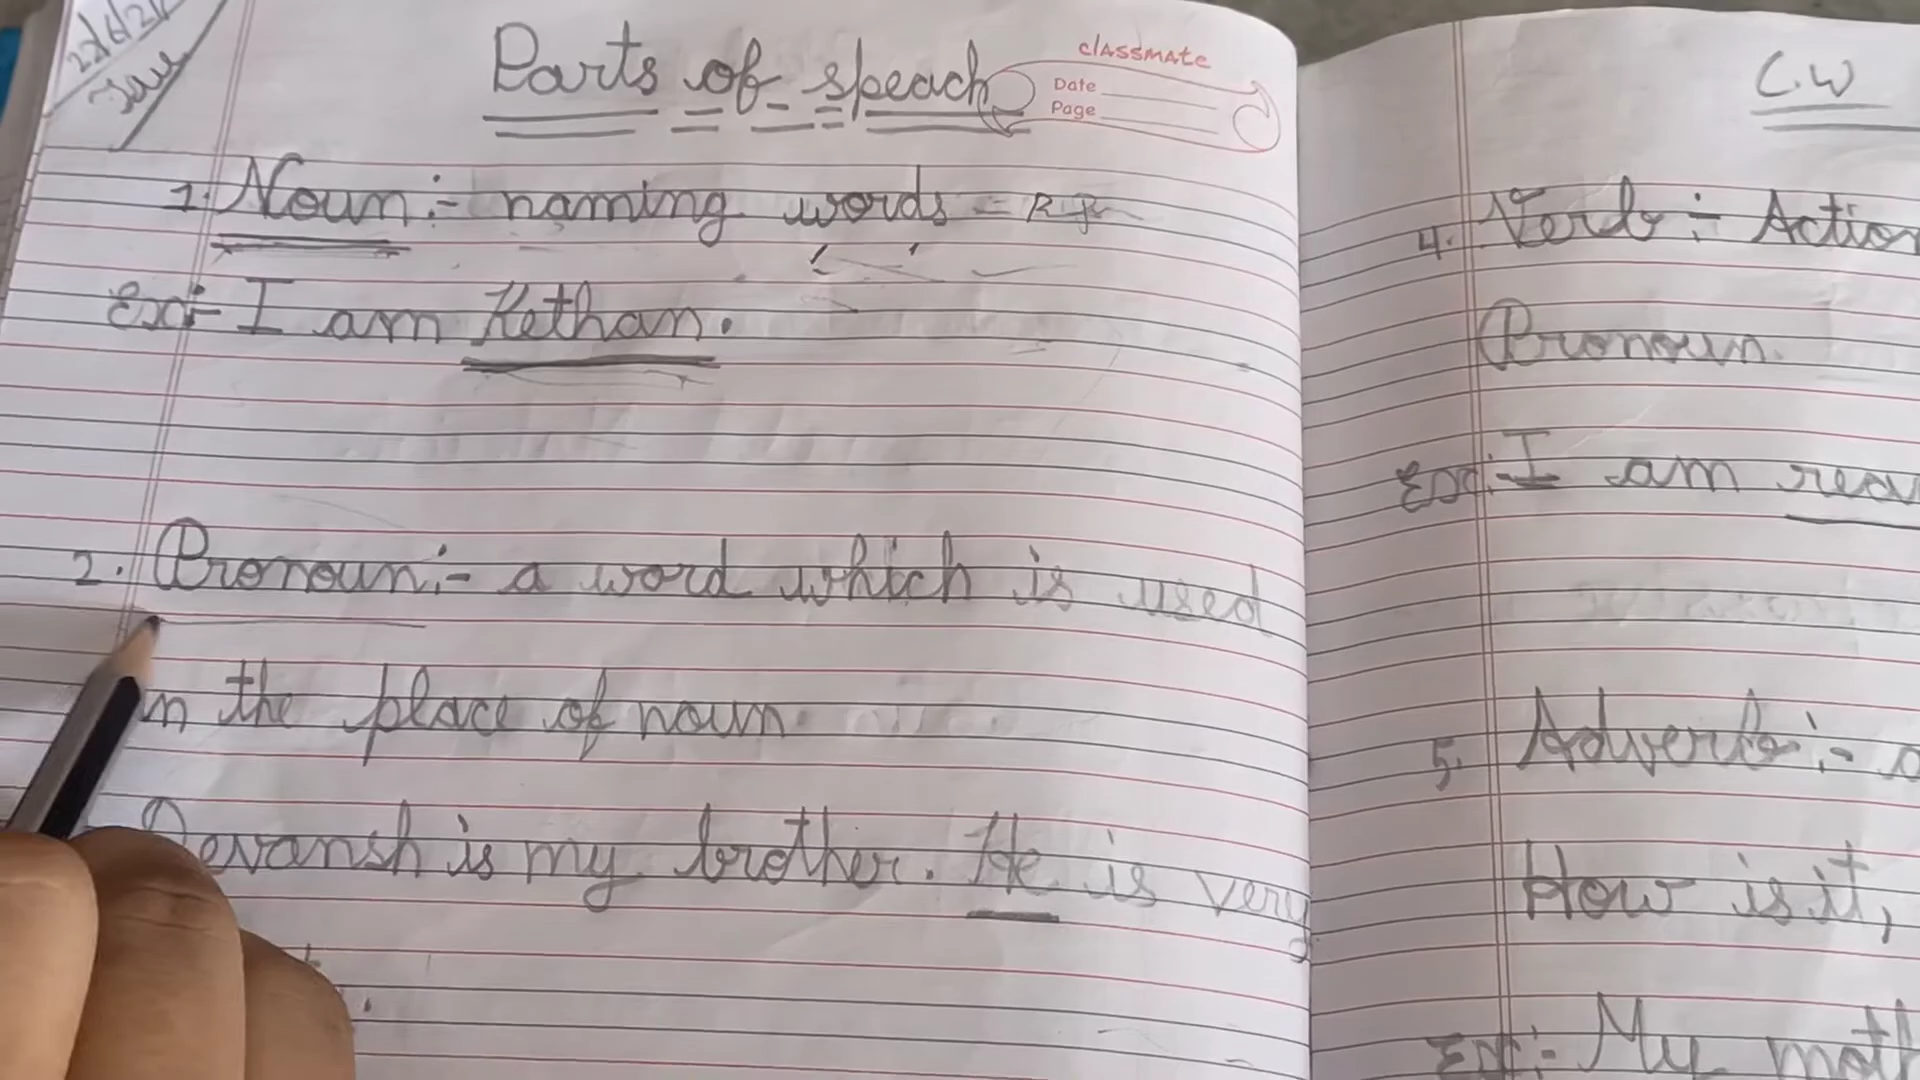 Parts of speach
classmate
Date
Page
1. Noun :- naming words -
Ex:- I am Kethan.
2. Pronoun :- a word which is used
in the place of noun.
Devansh is my brother. He is very
C.W
4. Verb :- Action
Pronoun.
Ex:- I am
5. Adverb :-
How is it,
Ex:- My